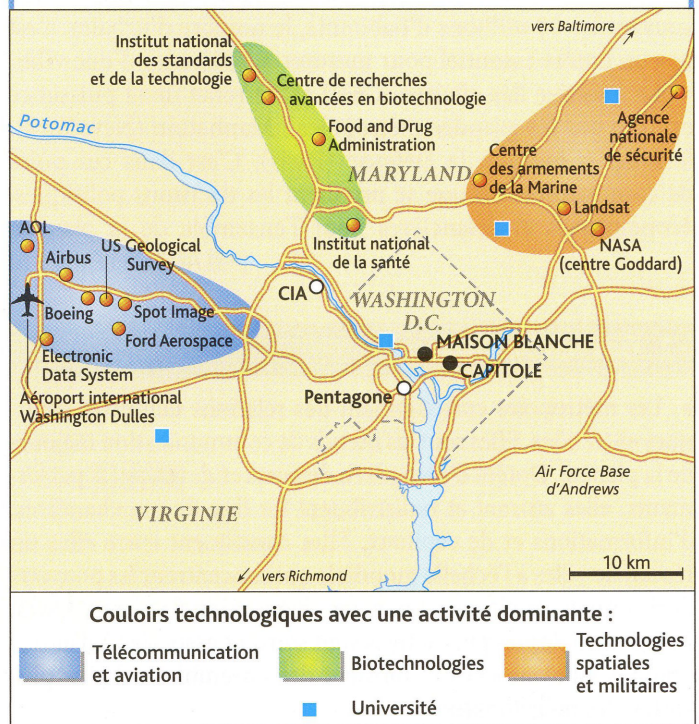 vers Baltimore
Institut national
des standards
et de la technologie
Centre de recherches
avancées en biotechnologie
Potomac
Food and Drug
Administration
MARYLAND
Agence
nationale
de sécurité
Centre
des armements
de la Marine
Landsat
NASA
(centre Goddard)
Institut national
de la santé
AOL
Airbus
US Geological
Survey
CIA
WASHINGTON
D.C.
Boeing
Spot Image
Ford Aerospace
MAISON BLANCHE
CAPITOLE
Electronic
Data System
Pentagone
Aéroport international
Washington Dulles
Air Force Base
d'Andrews
VIRGINIE
vers Richmond
10 km
Couloirs technologiques avec une activité dominante :
Télécommunication
et aviation
Biotechnologies
Technologies
spatiales
et militaires
Université